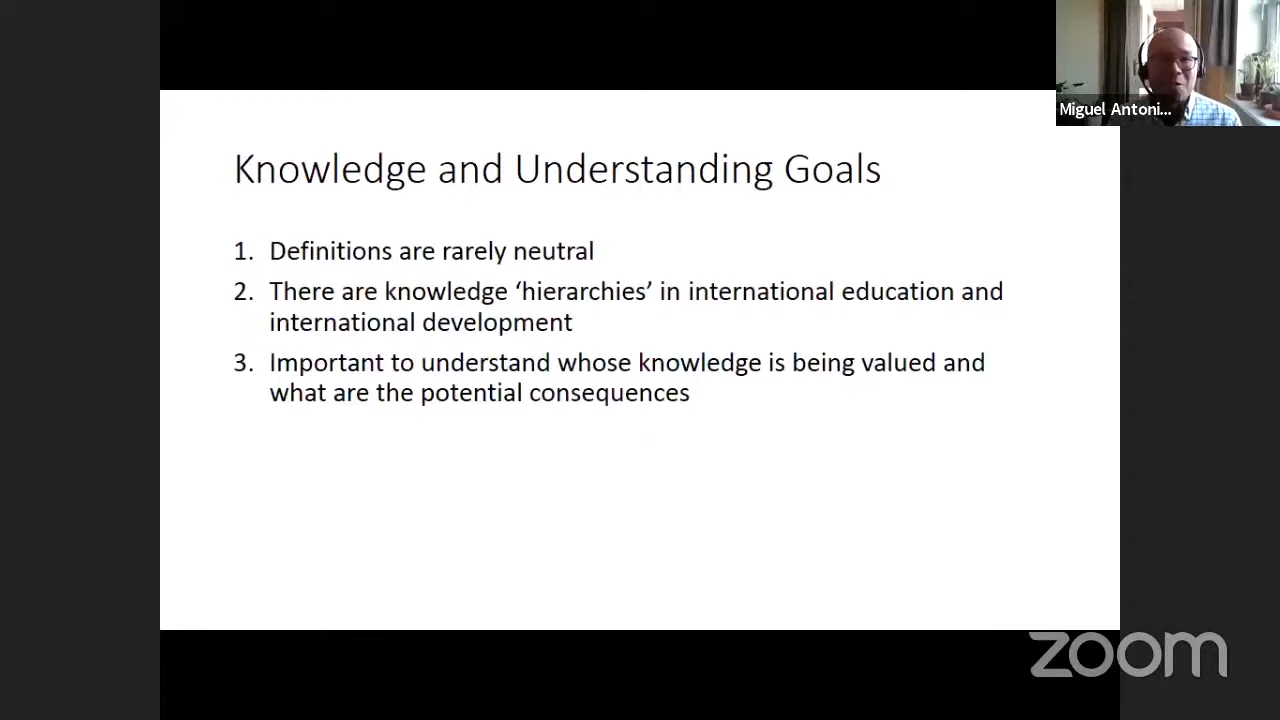 Miguel Antoni...
Knowledge and Understanding Goals
1. Definitions are rarely neutral
2. There are knowledge ‘hierarchies’ in international education and
international development
3. Important to understand whose knowledge is being valued and
what are the potential consequences
zoom